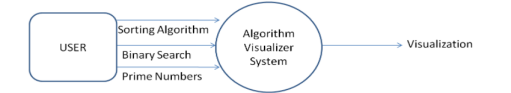 USER
Sorting Algorithm
Binary Search
Prime Numbers
Algorithm
Visualizer
System
Visualization